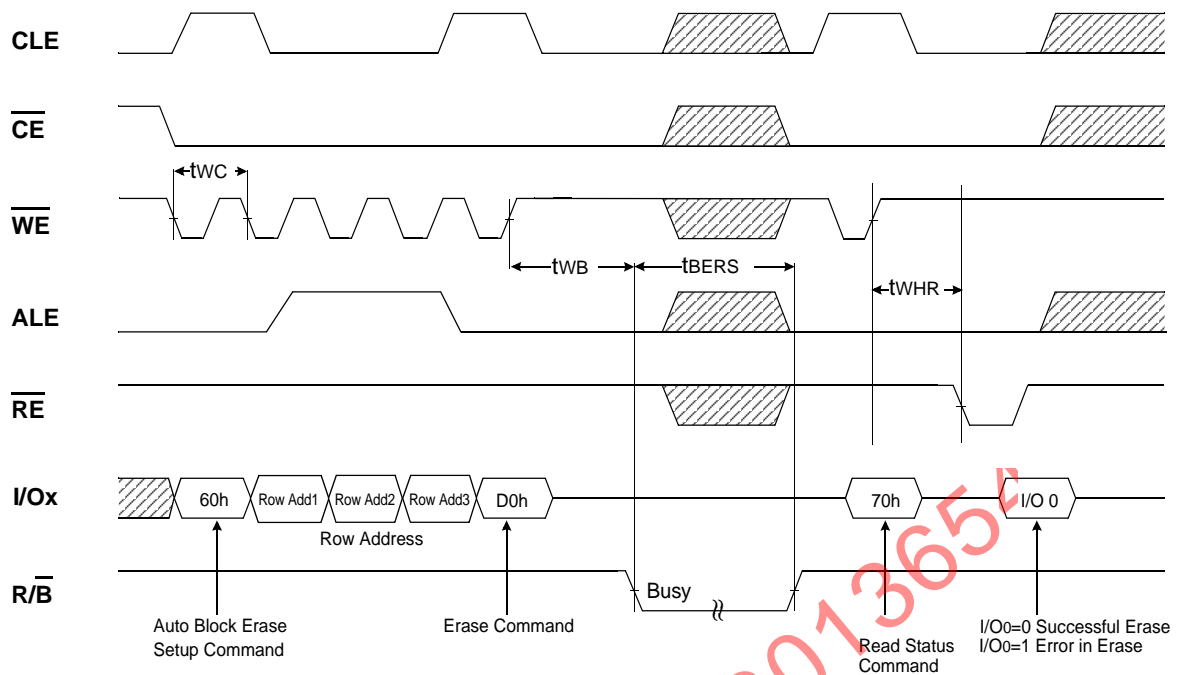 CLE
CE
tWC
WE
tWB
tBERS
tWHR
ALE
RE
I/Ox
60h
Row Add1
Row Add2
Row Add3
D0h
70h
I/O 0
Row Address
R/B
Busy
Auto Block Erase
Setup Command
Erase Command
Read Status
Command
I/O0=0 Successful Erase
I/O0=1 Error in Erase